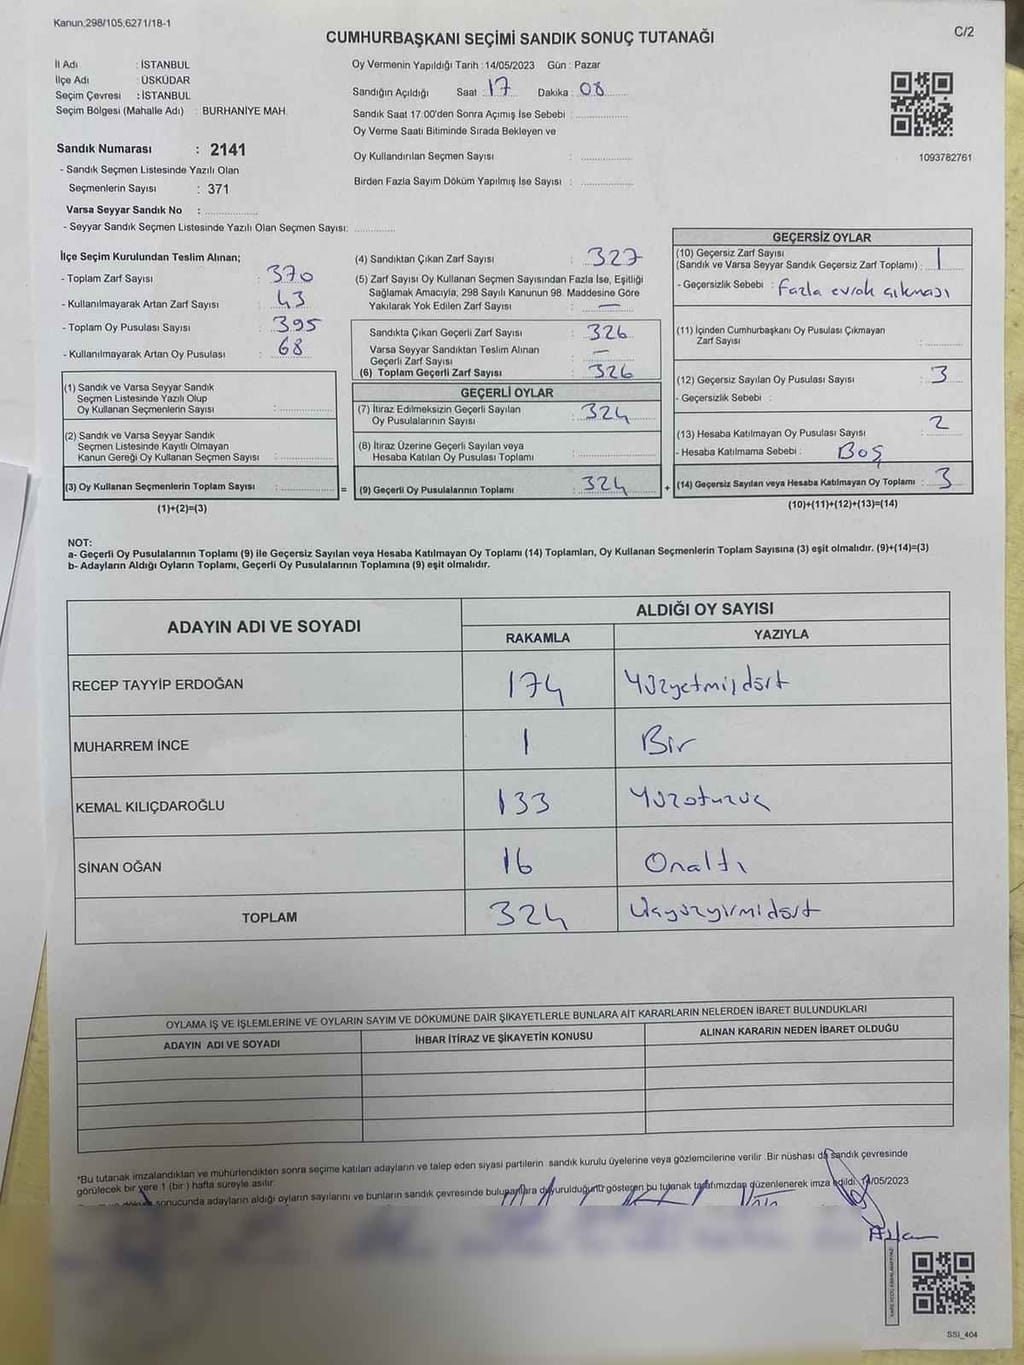 Kanun;298/105,6271/18-1
C/2
CUMHURBAŞKANI SEÇİMİ SANDIK SONUÇ TUTANAĞI
İl Adı : İSTANBUL
İlçe Adı : ÜSKÜDAR
Seçim Çevresi : İSTANBUL
Seçim Bölgesi (Mahalle Adı) : BURHANİYE MAH.
Sandık Numarası : 2141
- Sandık Seçmen Listesinde Yazılı Olan
Seçmenlerin Sayısı : 371
Varsa Seyyar Sandık No : ................
- Seyyar Sandık Seçmen Listesinde Yazılı Olan Seçmen Sayısı: ............
Oy Vermenin Yapıldığı Tarih : 14/05/2023 Gün : Pazar
Sandığın Açıldığı Saat 17 Dakika : 08
Sandık Saat 17.00'den Sonra Açımış İse Sebebi : ................
Oy Verme Saati Bitiminde Sırada Bekleyen ve
Oy Kullandırılan Seçmen Sayısı : ................
Birden Fazla Sayım Döküm Yapılmış İse Sayısı : ................
1093782761
İlçe Seçim Kurulundan Teslim Alınan;
- Toplam Zarf Sayısı : 370
- Kullanılmayarak Artan Zarf Sayısı : 43
- Toplam Oy Pusulası Sayısı : 395
- Kullanılmayarak Artan Oy Pusulası : 68
(1) Sandık ve Varsa Seyyar Sandık
Seçmen Listesinde Yazılı Olup
Oy Kullanan Seçmenlerin Sayısı : ................
(2) Sandık ve Varsa Seyyar Sandık
Seçmen Listesinde Kayıtlı Olmayan
Kanun Gereği Oy Kullanan Seçmen Sayısı : ................
(3) Oy Kullanan Seçmenlerin Toplam Sayısı : ................
(1)+(2)=(3)
(4) Sandıktan Çıkan Zarf Sayısı : 327
(5) Zarf Sayısı Oy Kullanan Seçmen Sayısından Fazla İse, Eşitliği
Sağlamak Amacıyla, 298 Sayılı Kanunun 98. Maddesine Göre
Yakılarak Yok Edilen Zarf Sayısı : —
Sandıkta Çıkan Geçerli Zarf Sayısı : 326
Varsa Seyyar Sandıktan Teslim Alınan
Geçerli Zarf Sayısı : —
(6) Toplam Geçerli Zarf Sayısı : 326
GEÇERLİ OYLAR
(7) İtiraz Edilmeksizin Geçerli Sayılan
Oy Pusulalarının Sayısı : 324
(8) İtiraz Üzerine Geçerli Sayılan veya
Hesaba Katılan Oy Pusulası Toplamı : ................
= (9) Geçerli Oy Pusulalarının Toplamı : 324 +
GEÇERSİZ OYLAR
(10) Geçersiz Zarf Sayısı
(Sandık ve Varsa Seyyar Sandık Geçersiz Zarf Toplamı) : 1
- Geçersizlik Sebebi : Fazla evrak çıkması
(11) İçinden Cumhurbaşkanı Oy Pusulası Çıkmayan
Zarf Sayısı : ............
(12) Geçersiz Sayılan Oy Pusulası Sayısı : 3
- Geçersizlik Sebebi :
(13) Hesaba Katılmayan Oy Pusulası Sayısı : 2
- Hesaba Katılmama Sebebi : Boş
(14) Geçersiz Sayılan veya Hesaba Katılmayan Oy Toplamı : 3
(10)+(11)+(12)+(13)=(14)
NOT:
a- Geçerli Oy Pusulalarının Toplamı (9) ile Geçersiz Sayılan veya Hesaba Katılmayan Oy Toplamı (14) Toplamları, Oy Kullanan Seçmenlerin Toplam Sayısına (3) eşit olmalıdır. (9)+(14)=(3)
b- Adayların Aldığı Oyların Toplamı, Geçerli Oy Pusulalarının Toplamına (9) eşit olmalıdır.
ADAYIN ADI VE SOYADI
ALDIĞI OY SAYISI
RAKAMLA YAZIYLA
RECEP TAYYİP ERDOĞAN 174 Yüzyetmişdört
MUHARREM İNCE 1 Bir
KEMAL KILIÇDAROĞLU 133 Yüzotuzüç
SİNAN OĞAN 16 Onaltı
TOPLAM 324 Üçyüzyirmidört
OYLAMA İŞ VE İŞLEMLERİNE VE OYLARIN SAYIM VE DÖKÜMÜNE DAİR ŞİKAYETLERLE BUNLARA AİT KARARLARIN NELERDEN İBARET BULUNDUKLARI
ADAYIN ADI VE SOYADI İHBAR İTİRAZ VE ŞİKAYETİN KONUSU ALINAN KARARIN NEDEN İBARET OLDUĞU
*Bu tutanak imzalandıktan ve mühürlendikten sonra seçime katılan adayların ve talep eden siyasi partilerin sandık kurulu üyelerine veya gözlemcilerine verilir. Bir nüshası da sandık çevresinde
görülecek bir yere 1 (bir) hafta süreyle asılır.
sonucunda adayların aldığı oyların sayılarını ve bunların sandık çevresinde bulunanlara duyurulduğunu gösteren bu tutanak tarafımızdan düzenlenerek imza edildi. 14/05/2023
SSİ_404